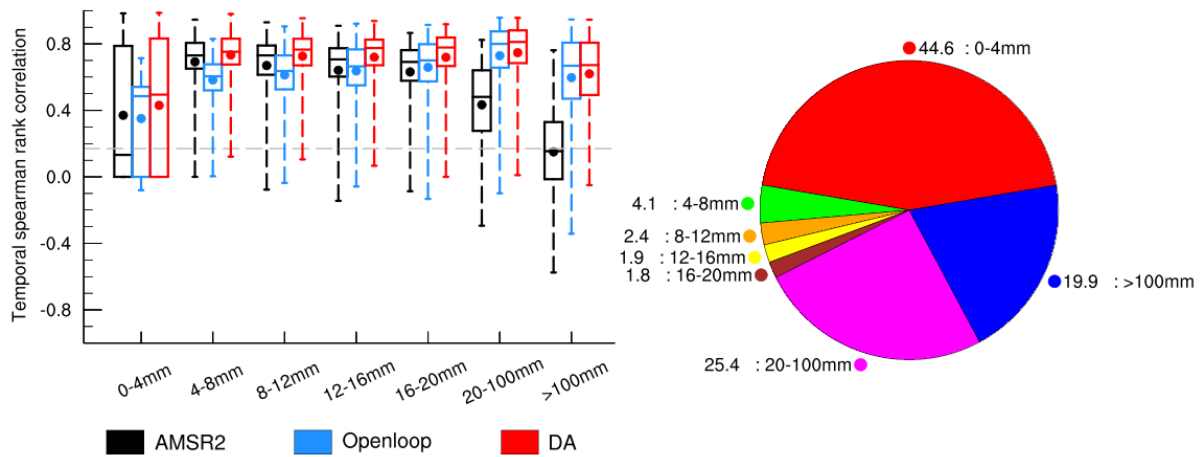 Temporal spearman rank correlation
0.8
0.4
0.0
-0.4
-0.8
0-4mm
4-8mm
8-12mm
12-16mm
16-20mm
20-100mm
>100mm
AMSR2
Openloop
DA
44.6 : 0-4mm
4.1 : 4-8mm
2.4 : 8-12mm
1.9 : 12-16mm
1.8 : 16-20mm
19.9 : >100mm
25.4 : 20-100mm